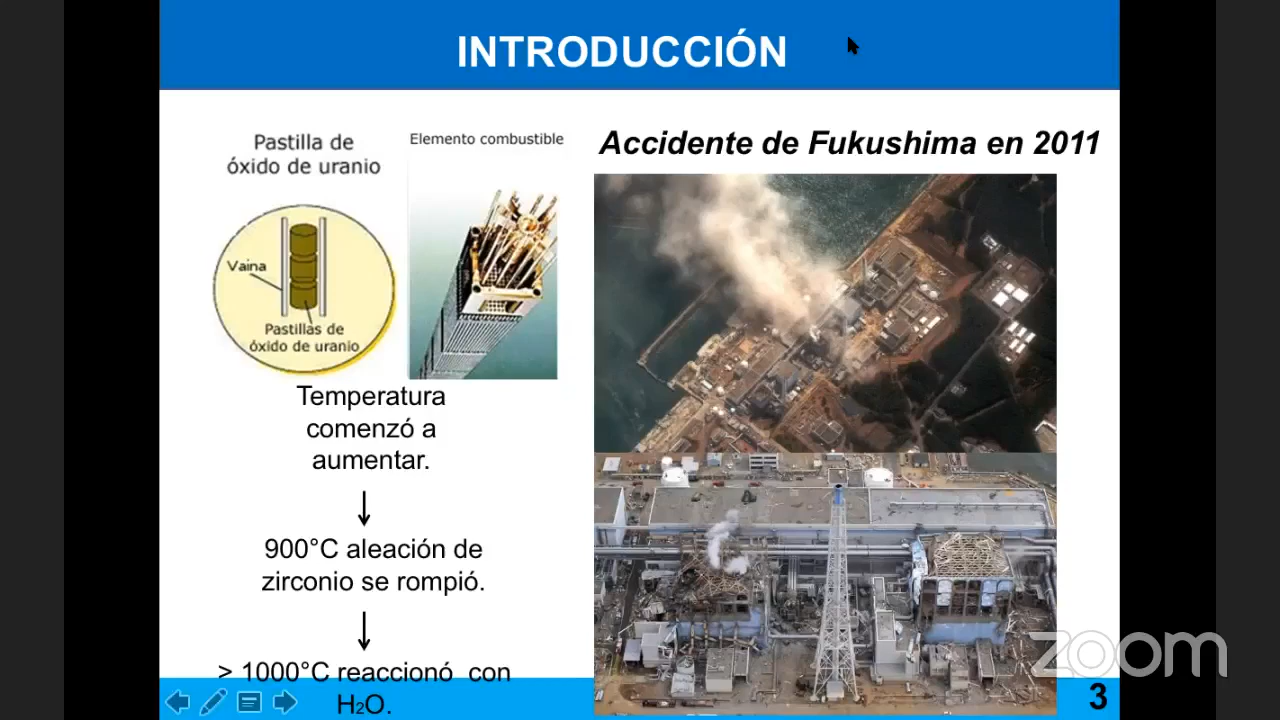 INTRODUCCIÓN
Pastilla de
óxido de uranio
Elemento combustible
Vaina
Pastillas de
óxido de uranio
Temperatura
comenzó a
aumentar.
900°C aleación de
zirconio se rompió.
> 1000°C reaccionó con
H₂O.
Accidente de Fukushima en 2011
zoom
3